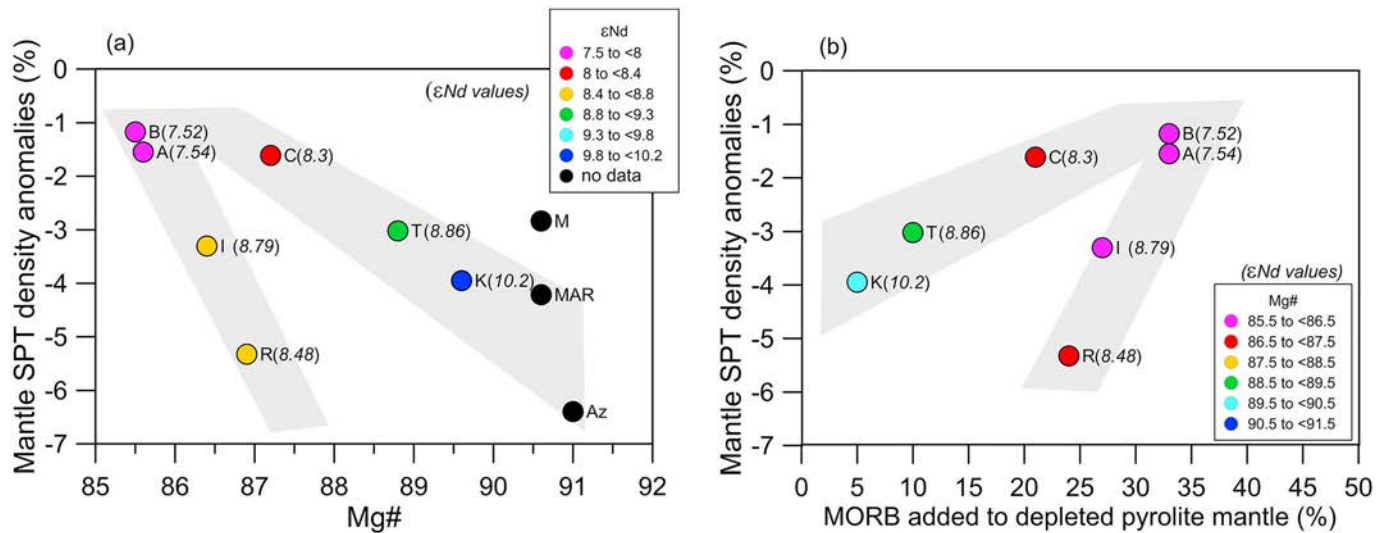 (a)
εNd
7.5 to <8
8 to <8.4
8.4 to <8.8
8.8 to <9.3
9.3 to <9.8
9.8 to <10.2
no data
(εNd values)
Mantle SPT density anomalies (%)
0
-1
-2
-3
-4
-5
-6
-7
B(7.52)
A(7.54)
C(8.3)
I (8.79)
T(8.86)
M
K(10.2)
MAR
R(8.48)
Az
85 86 87 88 89 90 91 92
Mg#
(b)
Mantle SPT density anomalies (%)
0
-1
-2
-3
-4
-5
-6
-7
B(7.52)
A(7.54)
C(8.3)
T(8.86)
I (8.79)
K(10.2)
R(8.48)
(εNd values)
Mg#
85.5 to <86.5
86.5 to <87.5
87.5 to <88.5
88.5 to <89.5
89.5 to <90.5
90.5 to <91.5
0 5 10 15 20 25 30 35 40 45 50
MORB added to depleted pyrolite mantle (%)